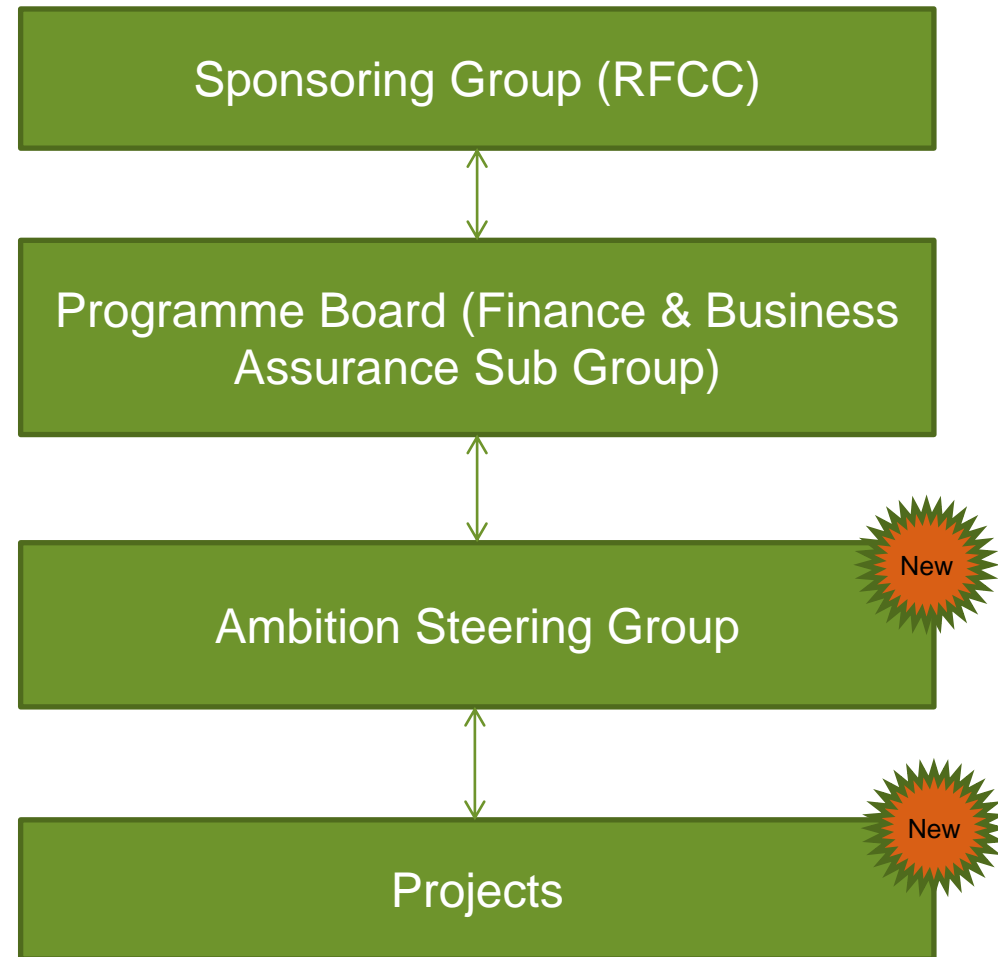 Sponsoring Group (RFCC)
Programme Board (Finance & Business
Assurance Sub Group)
New
Ambition Steering Group
New
Projects